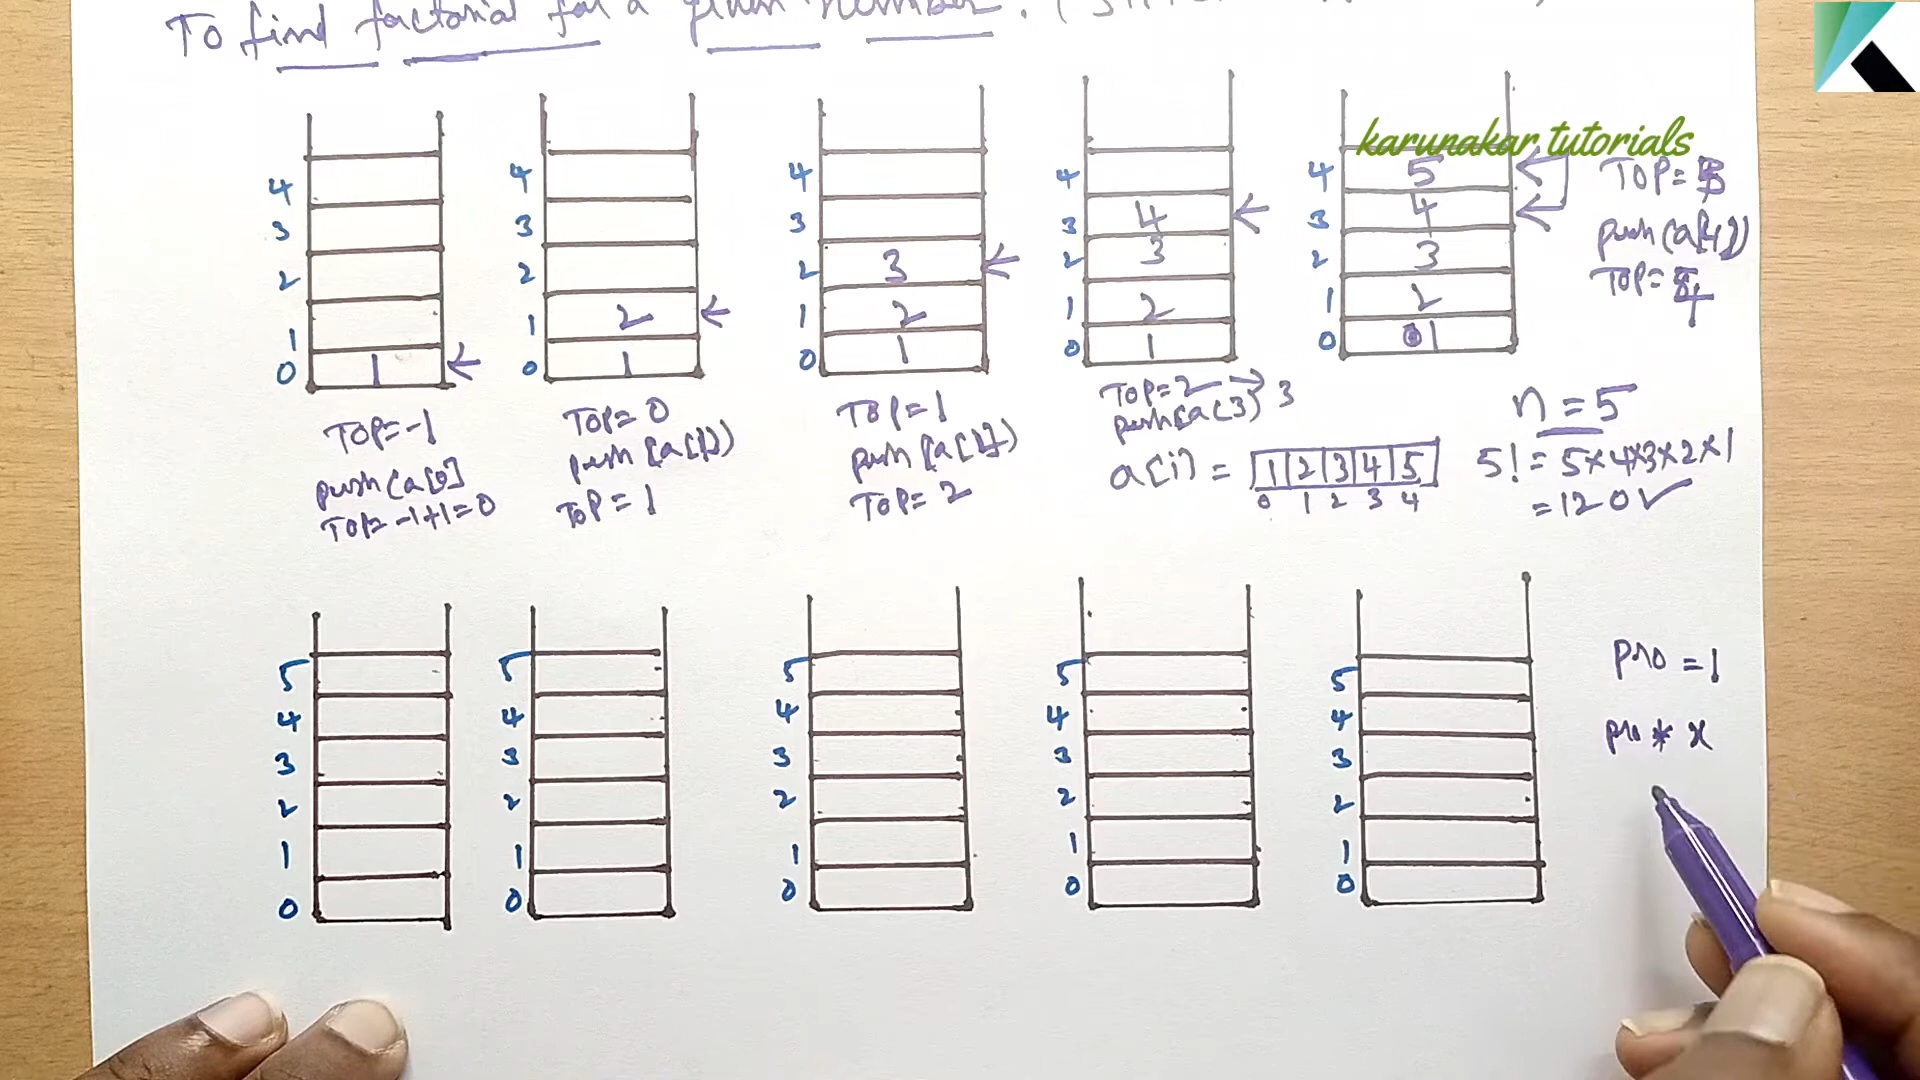 To find factorial for a given number.
karunakar tutorials
4
3
2
1
0 1
4
3
2
1 2
0 1
4
3
2 3
1 2
0 1
4
3 4
2 3
1 2
0 1
4 5
3 4
2 3
1 2
0 1
TOP=
push(a[4])
TOP= 4
TOP=-1
push(a[0]
TOP= -1+1=0
TOP= 0
push(a[1])
TOP= 1
TOP= 1
push(a[2])
TOP= 2
TOP=2 → 3
push(a(3)
a[i] = 1 2 3 4 5
0 1 2 3 4
n = 5
5! = 5×4×3×2×1
= 120 ✓
5
4
3
2
1
0
5
4
3
2
1
0
5
4
3
2
1
0
5
4
3
2
1
0
5
4
3
2
1
0
pro = 1
pro * x